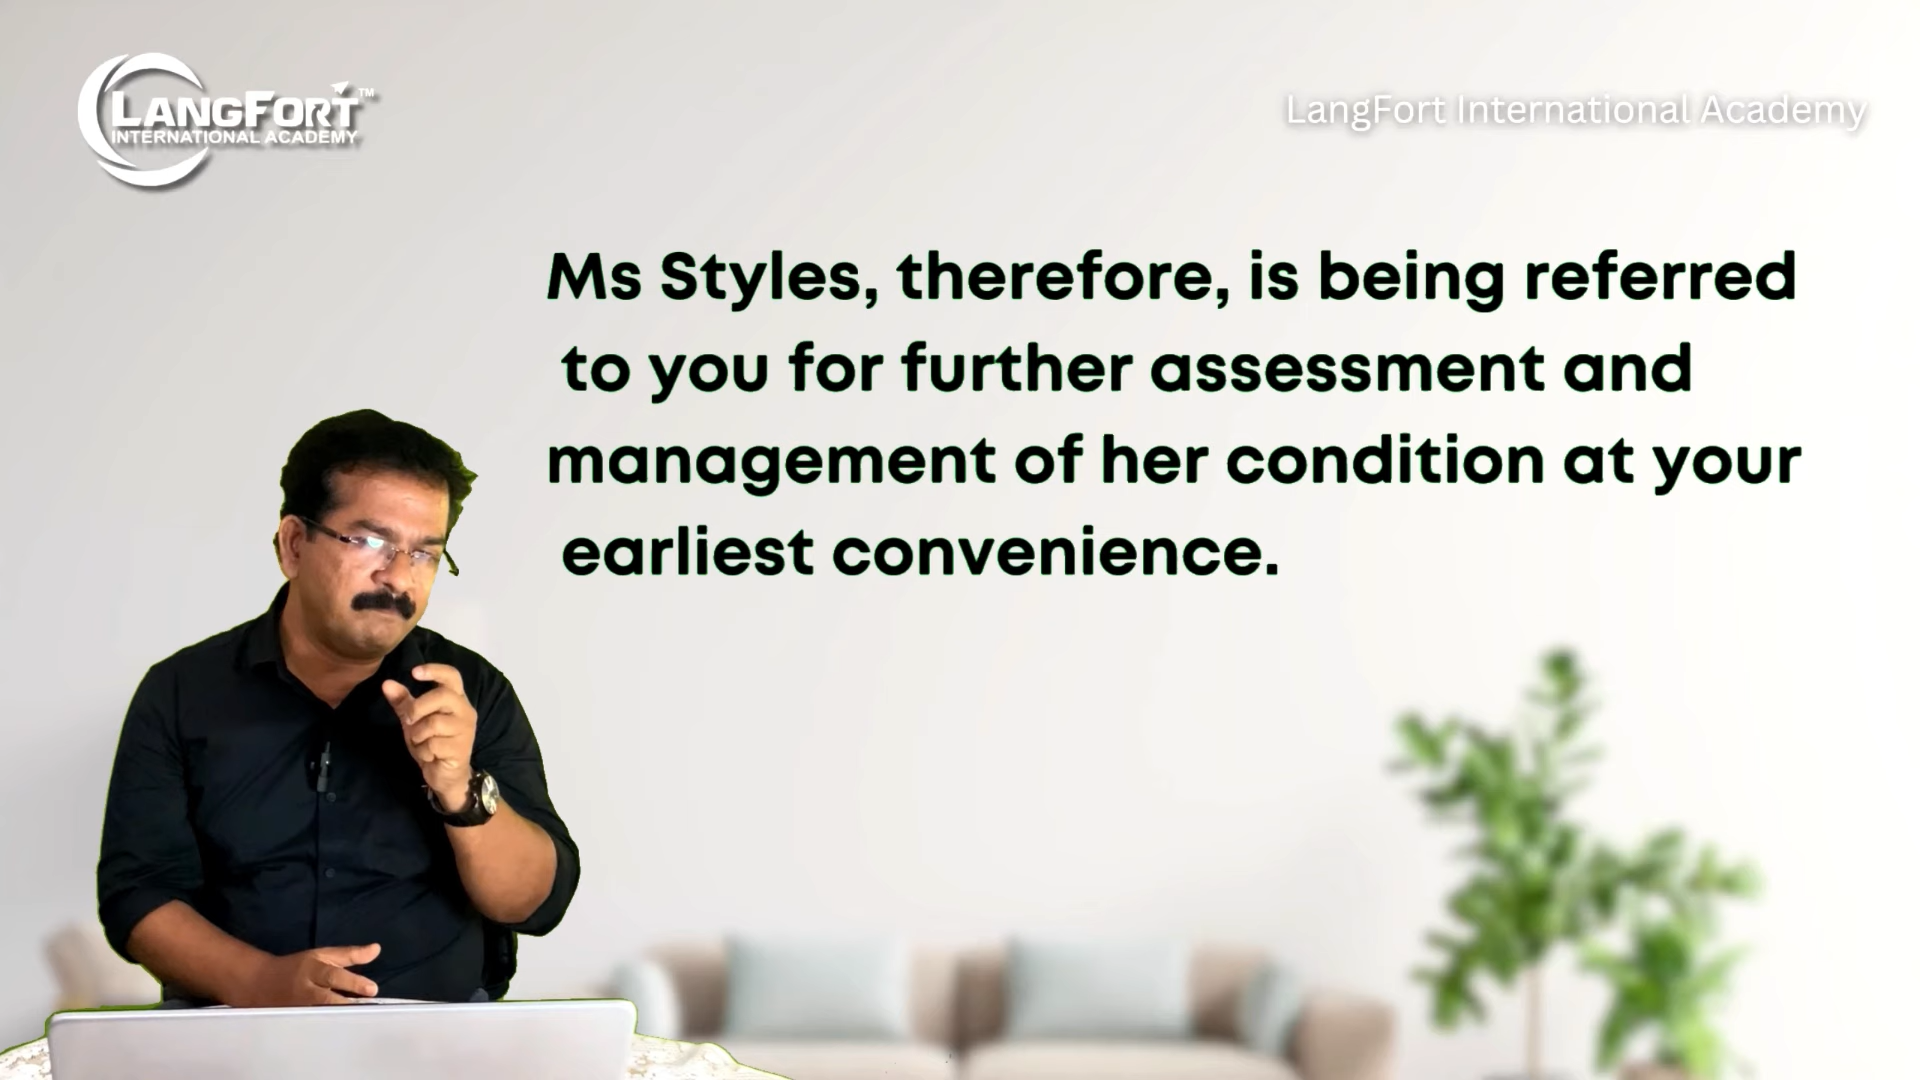 LANGFORT™
INTERNATIONAL ACADEMY
LangFort International Academy
Ms Styles, therefore, is being referred
to you for further assessment and
management of her condition at your
earliest convenience.